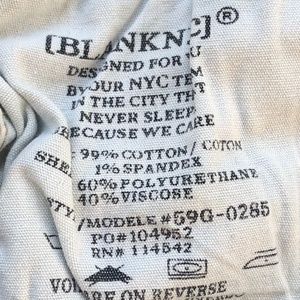 [BLANKNYC]®
DESIGNED FOR YOU
BY OUR NYC TEAM
IN THE CITY THAT
NEVER SLEEPS
BECAUSE WE CARE
99% COTTON/ COTON
1% SPANDEX
60% POLYURETHANE
40% VISCOSE
STYLE/MODELE # 59G-0285
PO# 104952
RN# 114542
ON REVERSE